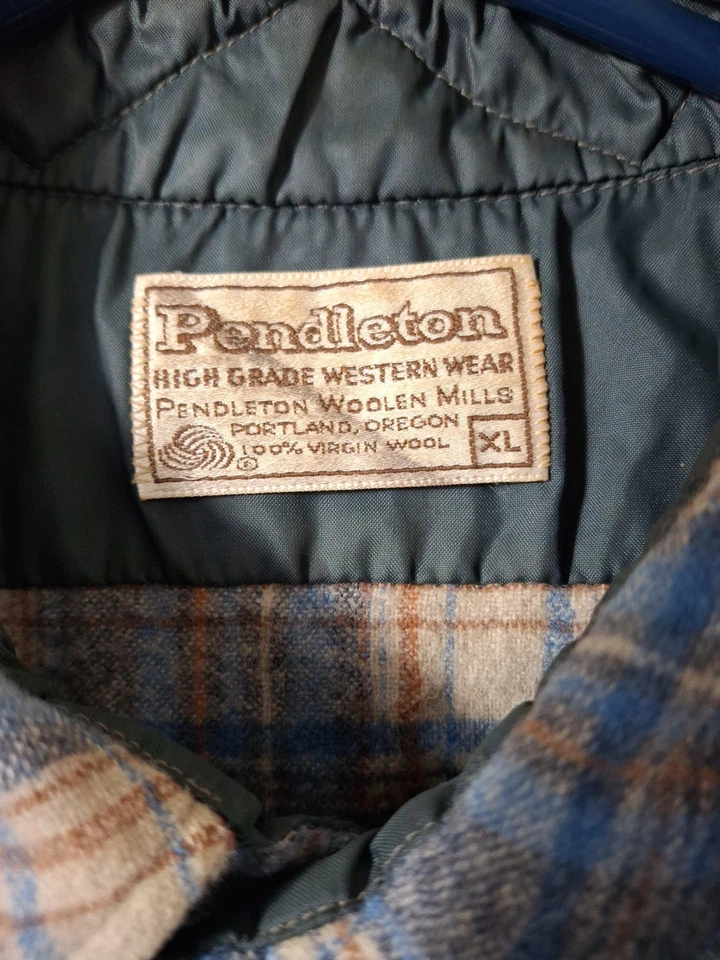 Pendleton
HIGH GRADE WESTERN WEAR
PENDLETON WOOLEN MILLS
PORTLAND, OREGON
100% VIRGIN WOOL
®
XL